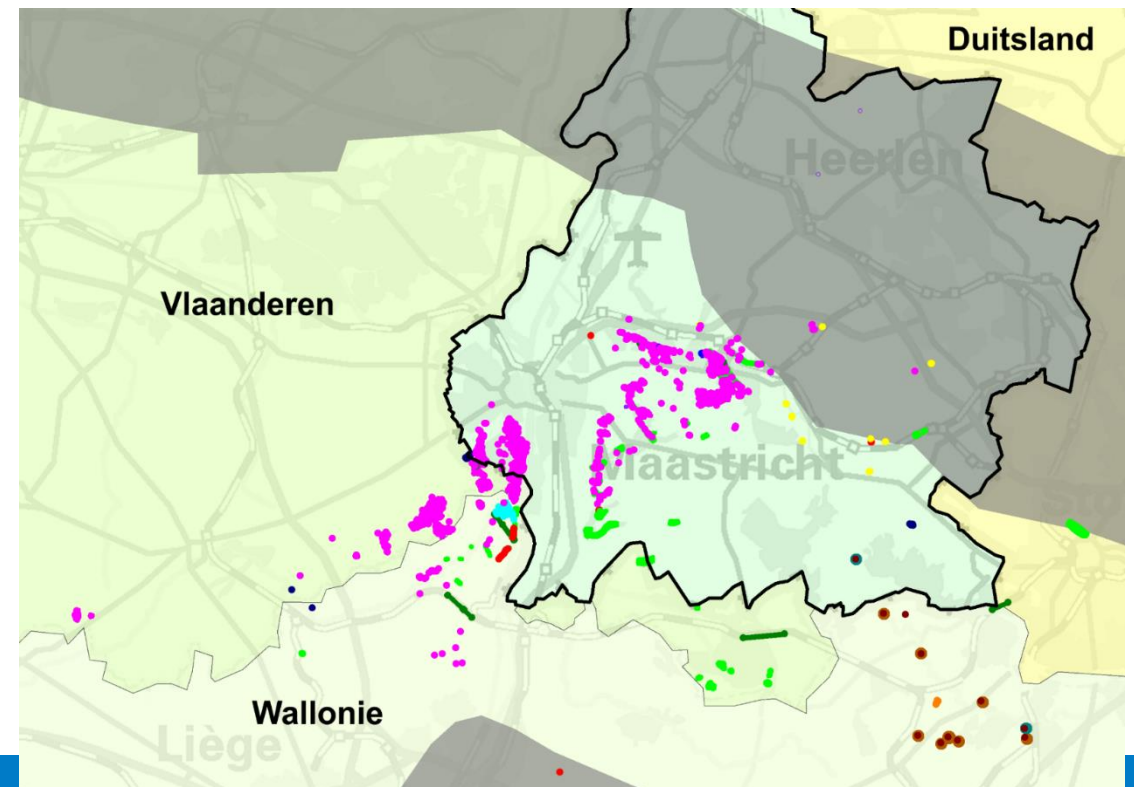 Duitsland
Heerlen
Vlaanderen
Maastricht
Wallonie
Liège